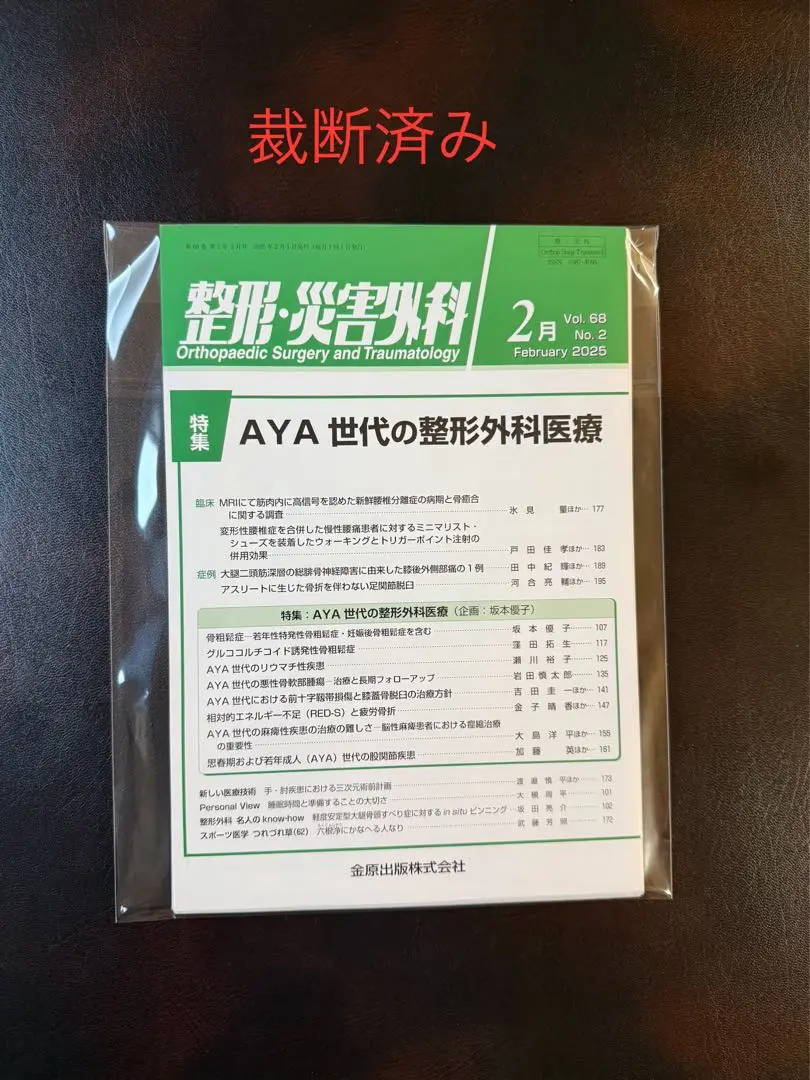 裁断済み
整形・災害外科
Orthopaedic Surgery and Traumatology
2月
Vol. 68
No. 2
February 2025
特集
AYA 世代の整形外科医療
臨床 MRIにて筋肉内に高信号を認めた新鮮腰椎分離症の病期と骨癒合
に関する調査 氷見 量ほか… 177
変形性腰椎症を合併した慢性腰痛患者に対するミニマリスト・
シューズを装着したウォーキングとトリガーポイント注射の
併用効果 戸田佳孝ほか… 183
症例 大腿二頭筋深層の総腓骨神経障害に由来した膝後外側部痛の1例 田中紀輝ほか… 189
アスリートに生じた骨折を伴わない足関節脱臼 河合亮輔ほか… 195
特集:AYA 世代の整形外科医療(企画:坂本優子)
骨粗鬆症—若年性特発性骨粗鬆症・妊娠後骨粗鬆症を含む 坂本優子 107
グルココルチコイド誘発性骨粗鬆症 窪田拓生 117
AYA 世代のリウマチ性疾患 瀬川裕子 125
AYA 世代の悪性骨軟部腫瘍—治療と長期フォローアップ 岩田慎太郎 135
AYA 世代における前十字靱帯損傷と膝蓋骨脱臼の治療方針 吉田圭一ほか… 141
相対的エネルギー不足(RED-S)と疲労骨折 金子晴香ほか… 147
AYA 世代の麻痺性疾患の治療の難しさ—脳性麻痺患者における痙縮治療
の重要性 大島洋平ほか… 155
思春期および若年成人(AYA)世代の股関節疾患 加藤 英ほか… 161
新しい医療技術 手・肘疾患における三次元術前計画 慎平ほか 173
Personal View 睡眠時間と準備することの大切さ 大槻周平 101
整形外科 名人のknow-how 軽度安定型大腿骨頭すべり症に対する in situ ピンニング 坂田亮介 102
スポーツ医学 つれづれ草(62) 六根浄にかなへる人なり 武藤芳照 172
金原出版株式会社